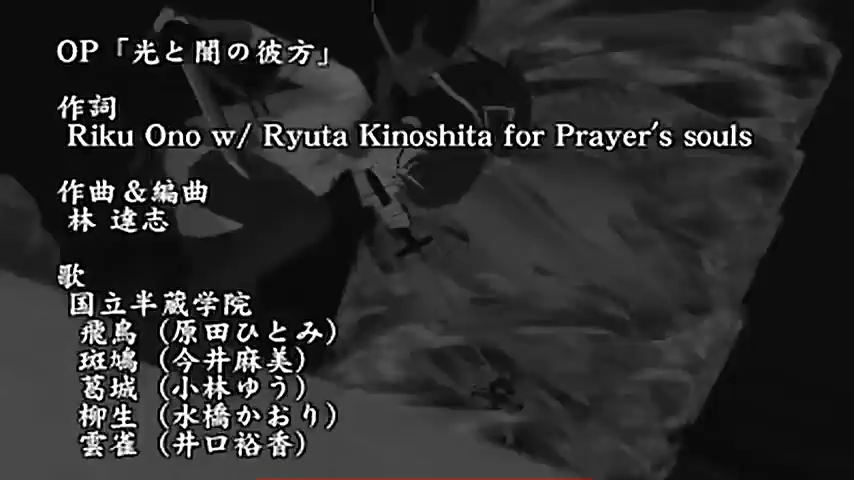 OP「光と闇の彼方」
作詞
Riku Ono w/ Ryuta Kinoshita for Prayer's souls
作曲＆編曲
林 達志
歌
国立半蔵学院
飛鳥（原田ひとみ）
斑鳩（今井麻美）
葛城（小林ゆう）
柳生（水橋かおり）
雲雀（井口裕香）